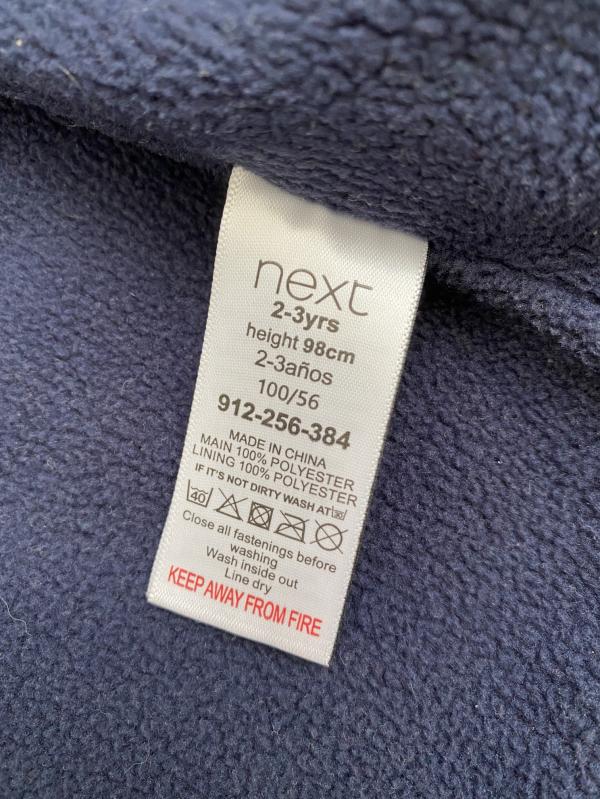 next
2-3yrs
height 98cm
2-3años
100/56
912-256-384
MADE IN CHINA
MAIN 100% POLYESTER
LINING 100% POLYESTER
IF IT'S NOT DIRTY WASH AT 30
40
Close all fastenings before
washing
Wash inside out
Line dry
KEEP AWAY FROM FIRE